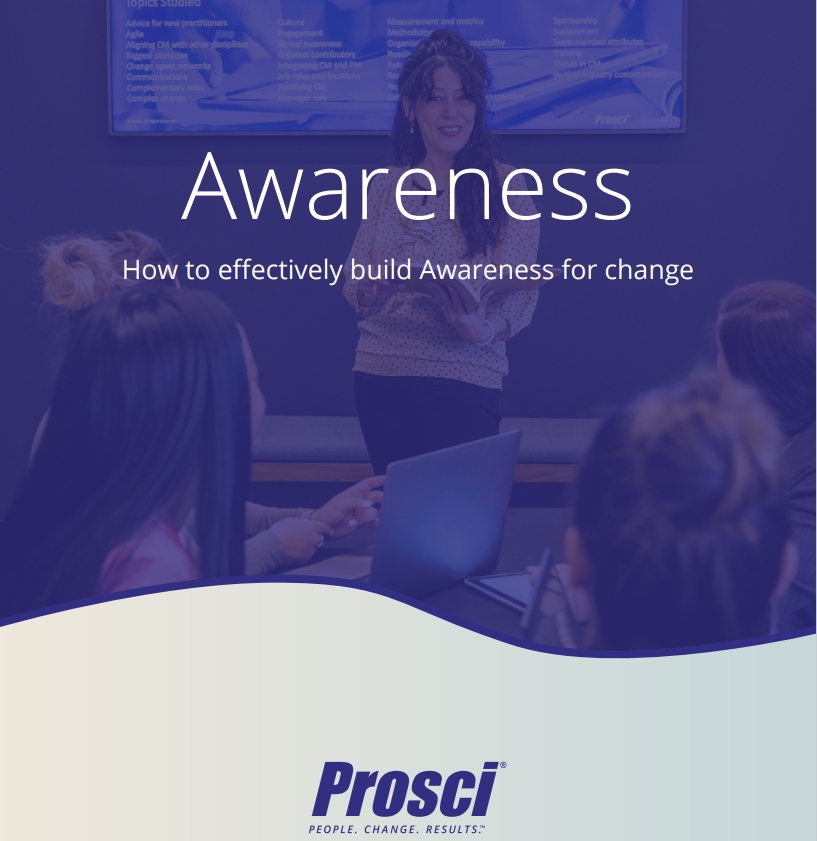 Topics Studied
Advice for new practitioners
Agile
Aligning CM with other disciplines
Biggest obstacles
Change agent networks
Communications
Complementary roles
Complex change
Culture
Engagement
Global awareness
Greatest contributors
Integrating CM and PM
Job roles and locations
Manager role
Measurement and metrics
Methodology
capability
Sponsorship
Sustainment
Team member attributes
Training
Trends in CM
Vertical industry customization
Prosci
Awareness
How to effectively build Awareness for change
Prosci®
PEOPLE. CHANGE. RESULTS.™